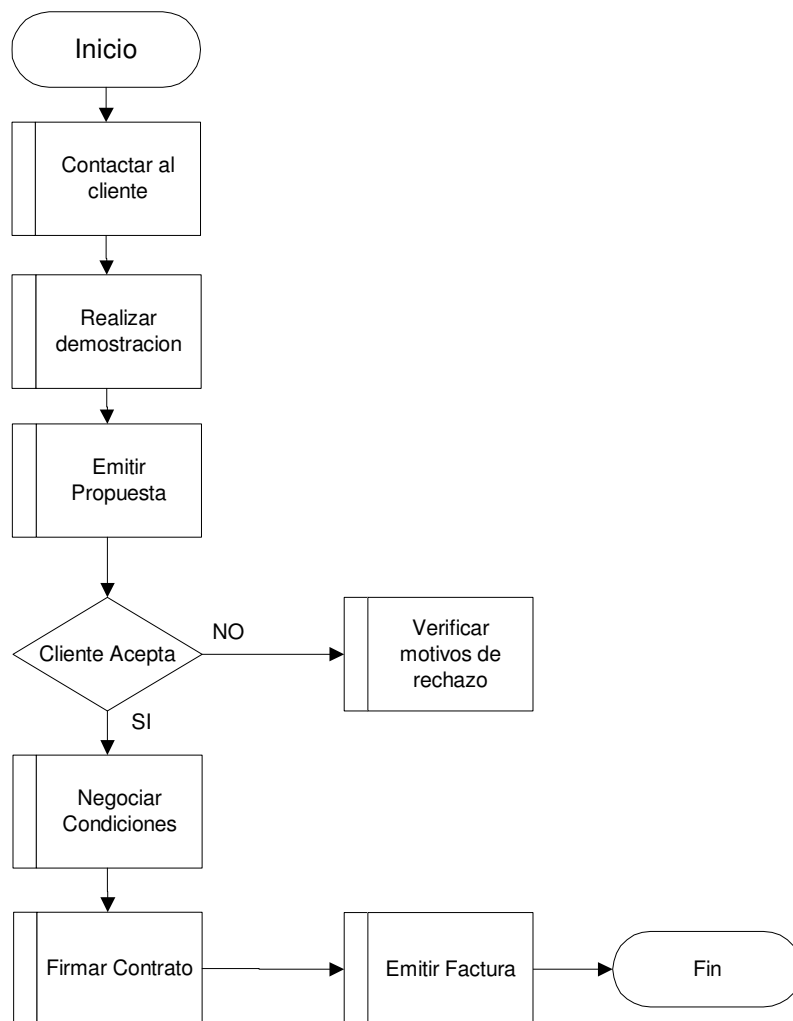 Inicio
Contactar al
cliente
Realizar
demostracion
Emitir
Propuesta
Cliente Acepta
NO
Verificar
motivos de
rechazo
SI
Negociar
Condiciones
Firmar Contrato
Emitir Factura
Fin